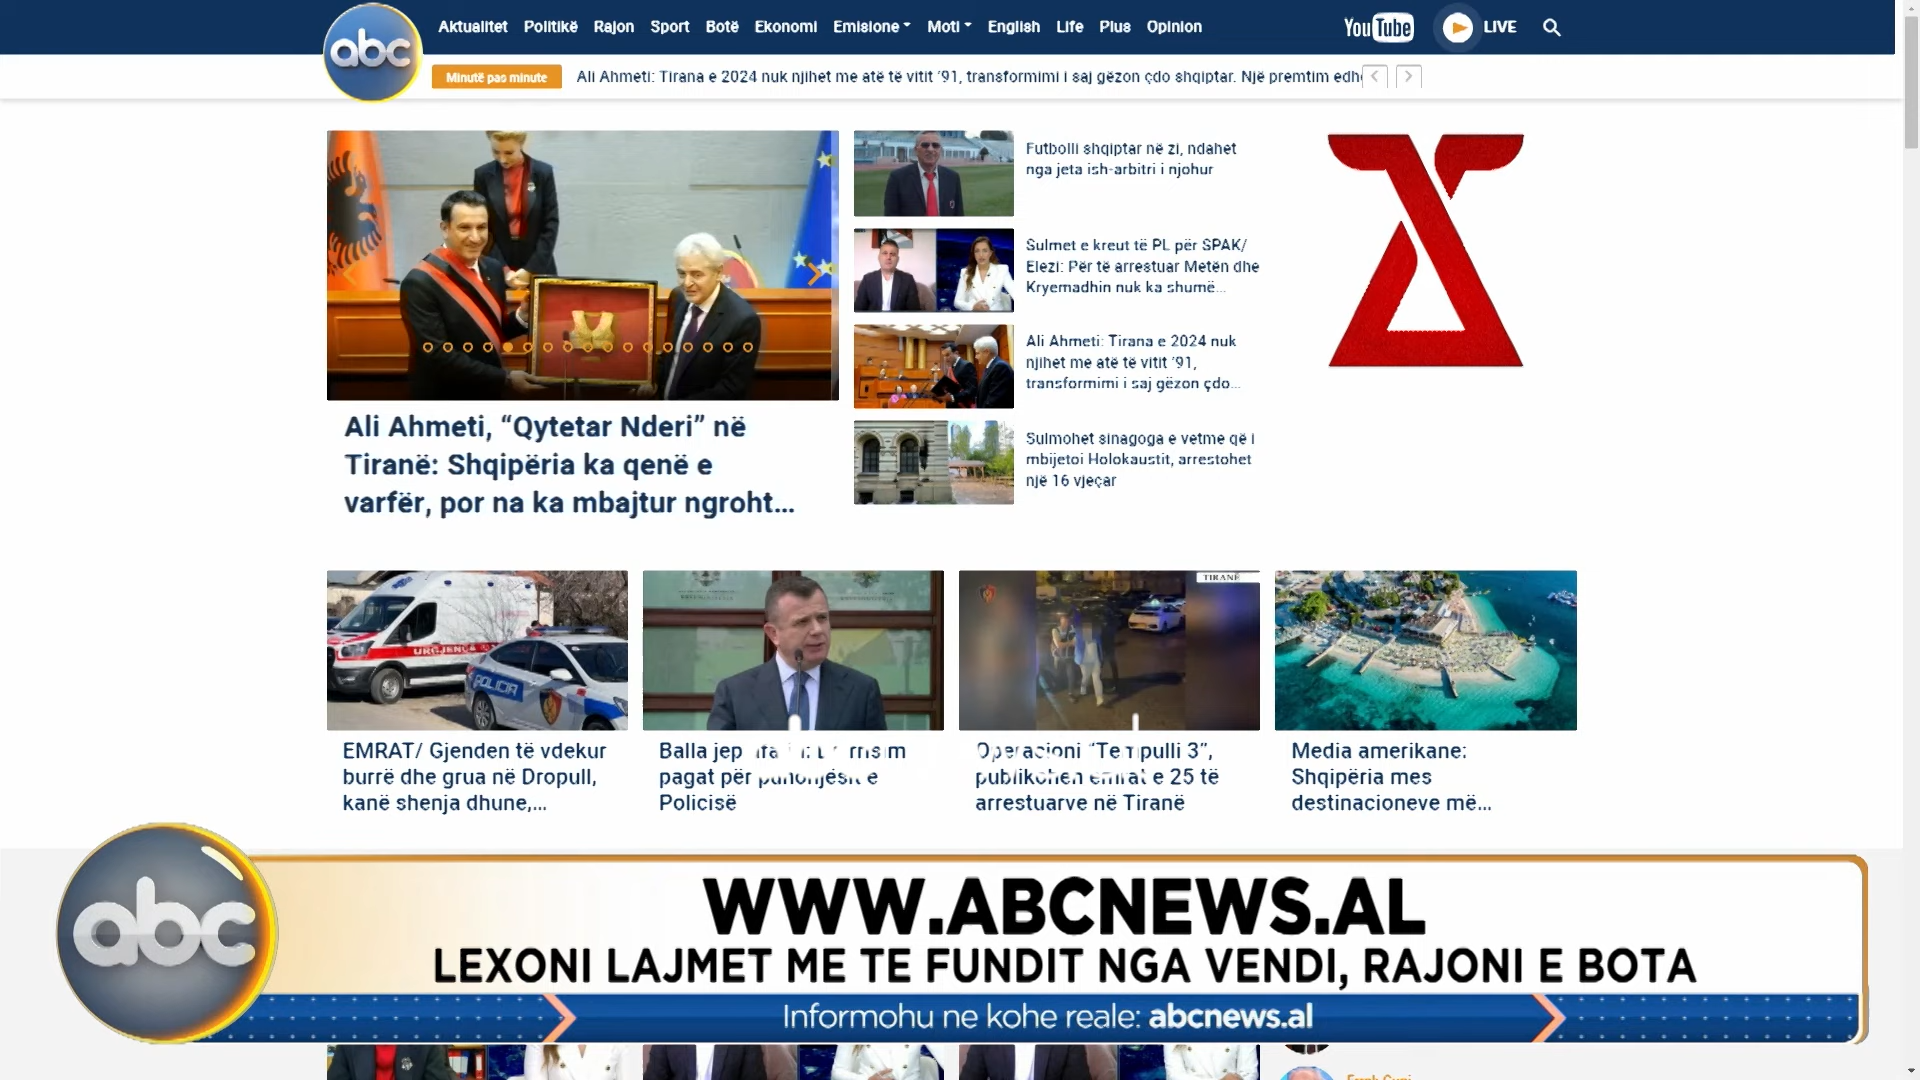 abc
Aktualitet Politikë Rajon Sport Botë Ekonomi Emisione Moti English Life Plus Opinion
YouTube LIVE
Minutë pas minute
Ali Ahmeti: Tirana e 2024 nuk njihet me atë të vitit ’91, transformimi i saj gëzon çdo shqiptar. Një premtim edh
Ali Ahmeti, “Qytetar Nderi” në
Tiranë: Shqipëria ka qenë e
varfër, por na ka mbajtur ngroht...
Futbolli shqiptar në zi, ndahet
nga jeta ish-arbitri i njohur
Sulmet e kreut të PL për SPAK/
Elezi: Për të arrestuar Metën dhe
Kryemadhin nuk ka shumë...
Ali Ahmeti: Tirana e 2024 nuk
njihet me atë të vitit ’91,
transformimi i saj gëzon çdo...
Sulmohet sinagoga e vetme që i
mbijetoi Holokaustit, arrestohet
një 16 vjeçar
URGJENCA
POLICIA
TIRANË
EMRAT/ Gjenden të vdekur
burrë dhe grua në Dropull,
kanë shenja dhune,...
Balla jep
pagat për punonjësit e
Policisë
Operacioni “Tempulli 3”,
publikohen emrat e 25 të
arrestuarve në Tiranë
Media amerikane:
Shqipëria mes
destinacioneve më...
abc
WWW.ABCNEWS.AL
LEXONI LAJMET ME TE FUNDIT NGA VENDI, RAJONI E BOTA
Informohu ne kohe reale: abcnews.al